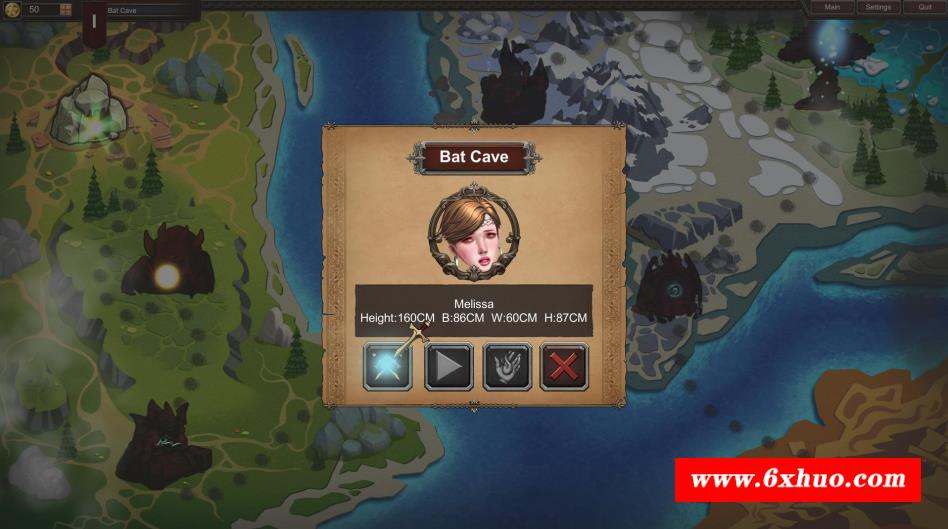 50
Bat Cave
Main Settings Quit
Bat Cave
Melissa
Height:160CM B:86CM W:60CM H:87CM
www.6xhuo.com